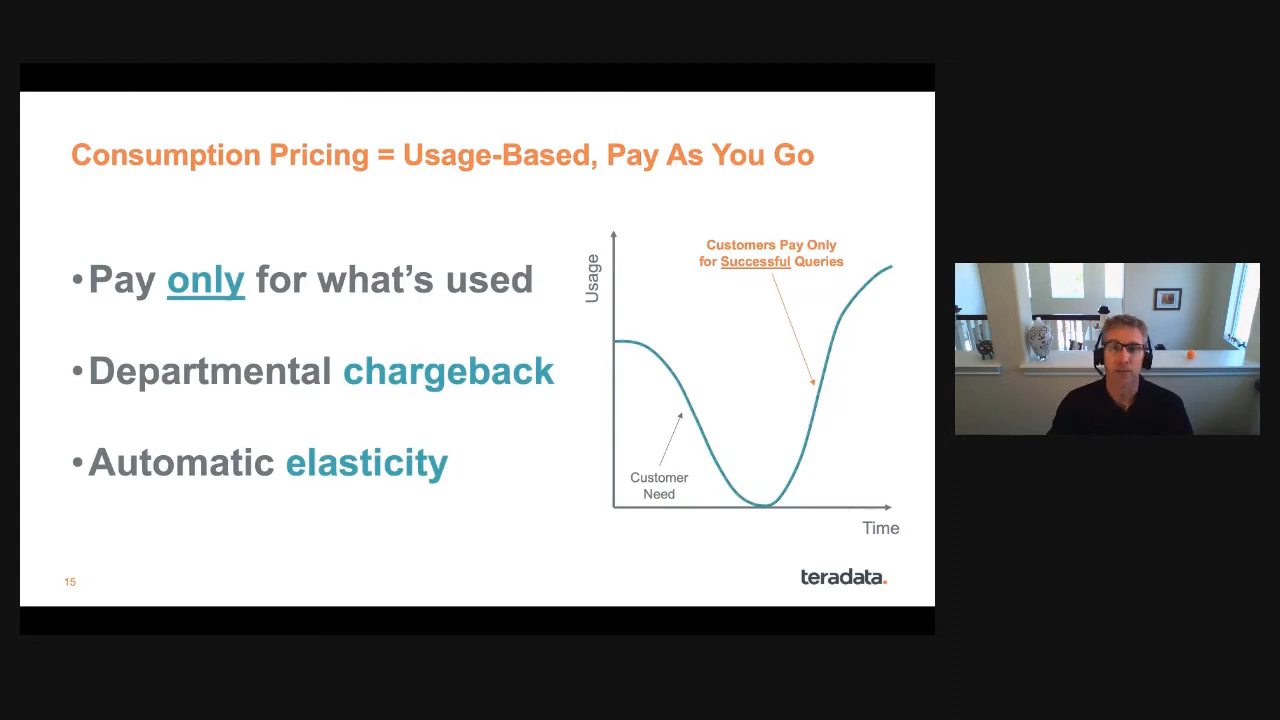 Consumption Pricing = Usage-Based, Pay As You Go
•Pay only for what's used
•Departmental chargeback
•Automatic elasticity
Usage
Customers Pay Only
for Successful Queries
Customer
Need
Time
15
teradata.